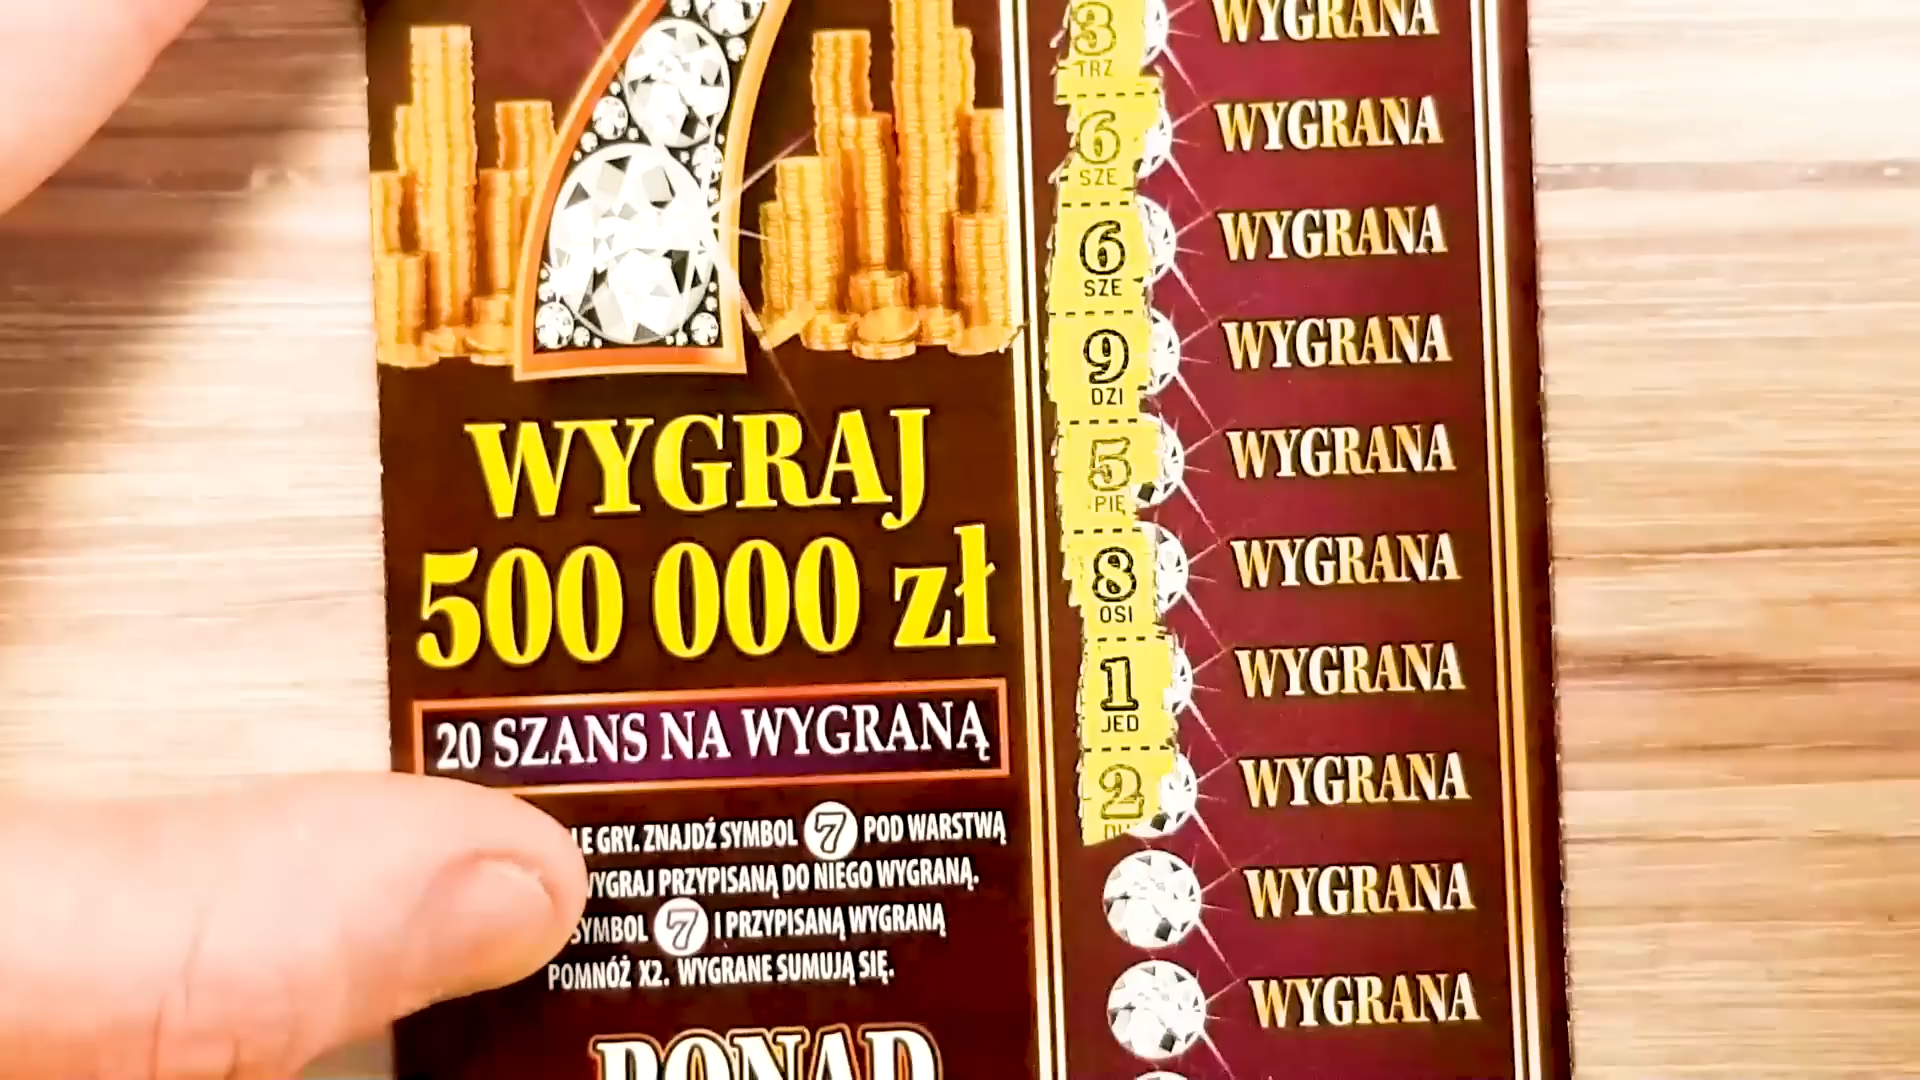 7
WYGRAJ
500 000 zł
20 SZANS NA WYGRANĄ
LE GRY. ZNAJDŹ SYMBOL 7 POD WARSTWĄ
WYGRAJ PRZYPISANĄ DO NIEGO WYGRANĄ.
SYMBOL 7 I PRZYPISANĄ WYGRANĄ
POMNÓŻ X2. WYGRANE SUMUJĄ SIĘ.
PONAD
3 WYGRANA
TRZ
6 WYGRANA
SZE
6 WYGRANA
SZE
9 WYGRANA
DZI
5 WYGRANA
PIĘ
8 WYGRANA
OSI
1 WYGRANA
JED
2 WYGRANA
WYGRANA
WYGRANA